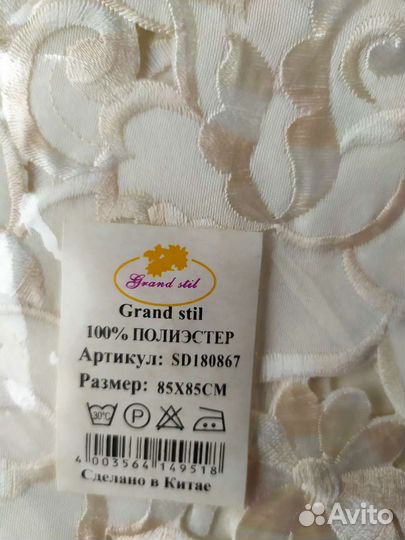 Grand stil
Grand stil
100% ПОЛИЭСТЕР
Артикул: SD180867
Размер: 85X85CM
30°C P
4 003564 149518
Сделано в Китае
Avito